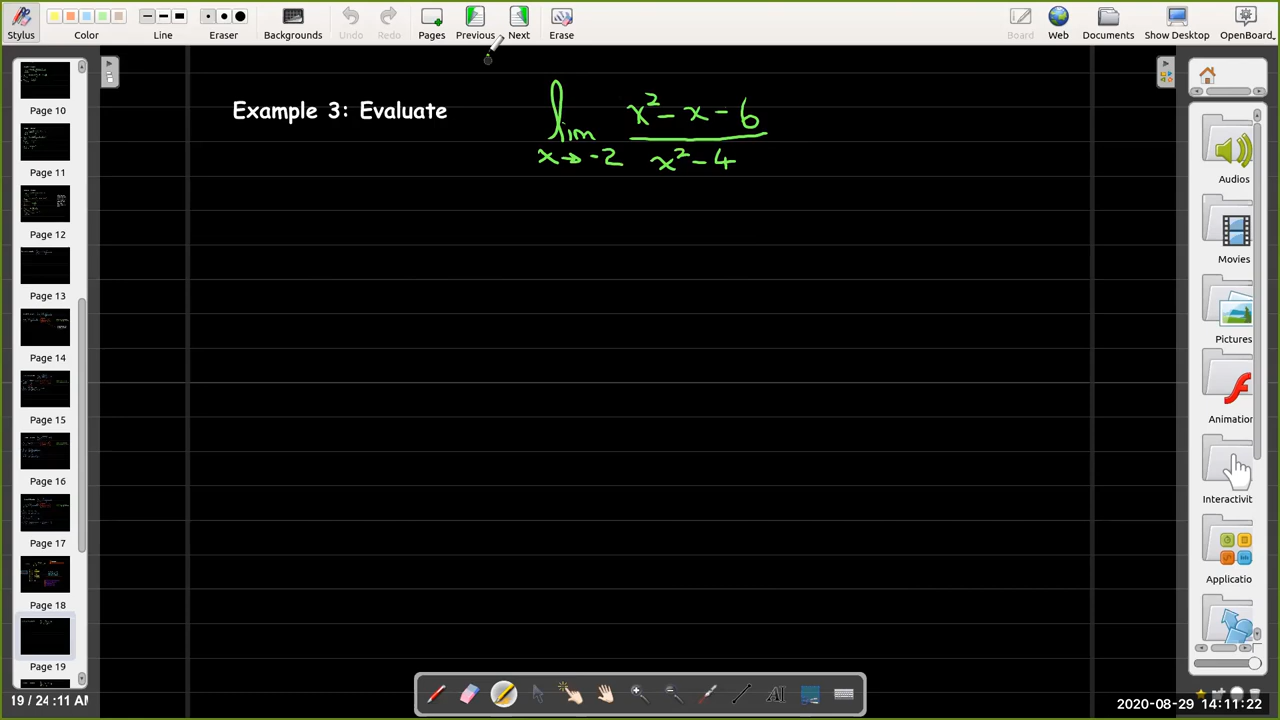 Stylus Color Line Eraser Backgrounds Undo Redo Pages Previous Next Erase Board Web Documents Show Desktop OpenBoard
Page 10
Page 11
Page 12
Page 13
Page 14
Page 15
Page 16
Page 17
Page 18
Page 19
Example 3: Evaluate
lim x→-2 (x² - x - 6)/(x² - 4)
Audios
Movies
Pictures
Animation
Interactivit
Applicatio
19 / 24:11 AM
2020-08-29 14:11:22